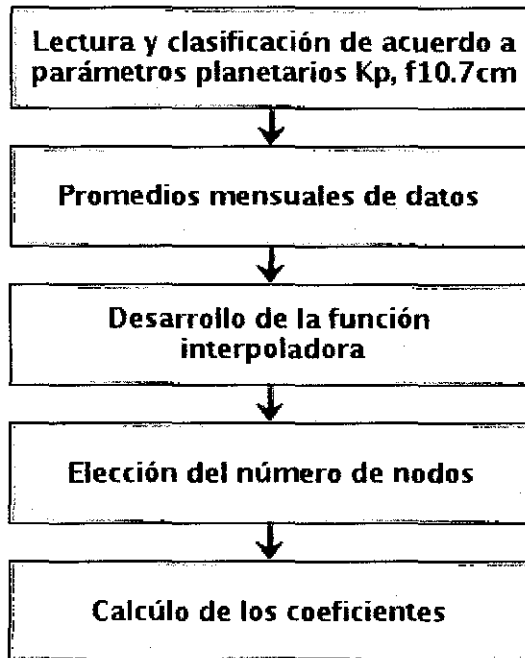 Lectura y clasificación de acuerdo a
parámetros planetarios Kp, f10.7cm
Promedios mensuales de datos
Desarrollo de la función
interpoladora
Elección del número de nodos
Calcúlo de los coeficientes